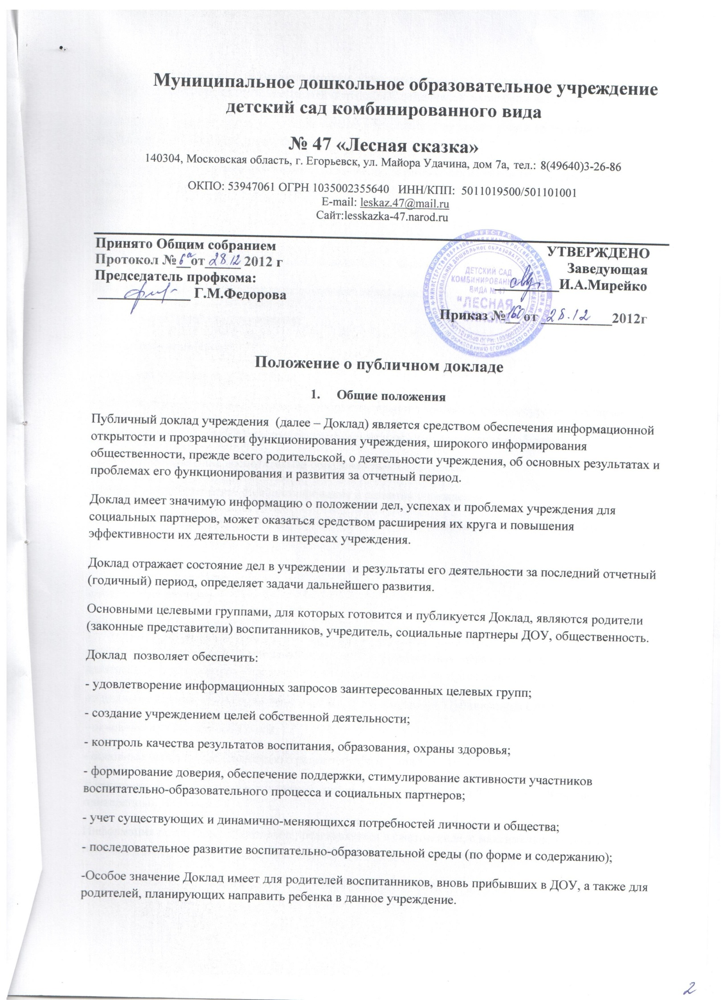 Муниципальное дошкольное образовательное учреждение
детский сад комбинированного вида
№ 47 «Лесная сказка»
140304, Московская область, г. Егорьевск, ул. Майора Удачина, дом 7а, тел.: 8(49640)3-26-86
ОКПО: 53947061 ОГРН 1035002355640 ИНН/КПП: 5011019500/501101001
E-mail: leskaz.47@mail.ru
Сайт:lesskazka-47.narod.ru
Принято Общим собранием
Протокол № 6а от 28.12 2012 г
Председатель профкома:
Г.М.Федорова
УТВЕРЖДЕНО
Заведующая
И.А.Мирейко
Приказ № 160 от 28.12 2012г
ДЕТСКИЙ САД
КОМБИНИРОВАННОГО
ВИДА № 47
"ЛЕСНАЯ
СКАЗКА"
Положение о публичном докладе
1. Общие положения
Публичный доклад учреждения (далее – Доклад) является средством обеспечения информационной
открытости и прозрачности функционирования учреждения, широкого информирования
общественности, прежде всего родительской, о деятельности учреждения, об основных результатах и
проблемах его функционирования и развития за отчетный период.
Доклад имеет значимую информацию о положении дел, успехах и проблемах учреждения для
социальных партнеров, может оказаться средством расширения их круга и повышения
эффективности их деятельности в интересах учреждения.
Доклад отражает состояние дел в учреждении и результаты его деятельности за последний отчетный
(годичный) период, определяет задачи дальнейшего развития.
Основными целевыми группами, для которых готовится и публикуется Доклад, являются родители
(законные представители) воспитанников, учредитель, социальные партнеры ДОУ, общественность.
Доклад позволяет обеспечить:
- удовлетворение информационных запросов заинтересованных целевых групп;
- создание учреждением целей собственной деятельности;
- контроль качества результатов воспитания, образования, охраны здоровья;
- формирование доверия, обеспечение поддержки, стимулирование активности участников
воспитательно-образовательного процесса и социальных партнеров;
- учет существующих и динамично-меняющихся потребностей личности и общества;
- последовательное развитие воспитательно-образовательной среды (по форме и содержанию);
-Особое значение Доклад имеет для родителей воспитанников, вновь прибывших в ДОУ, а также для
родителей, планирующих направить ребенка в данное учреждение.
2